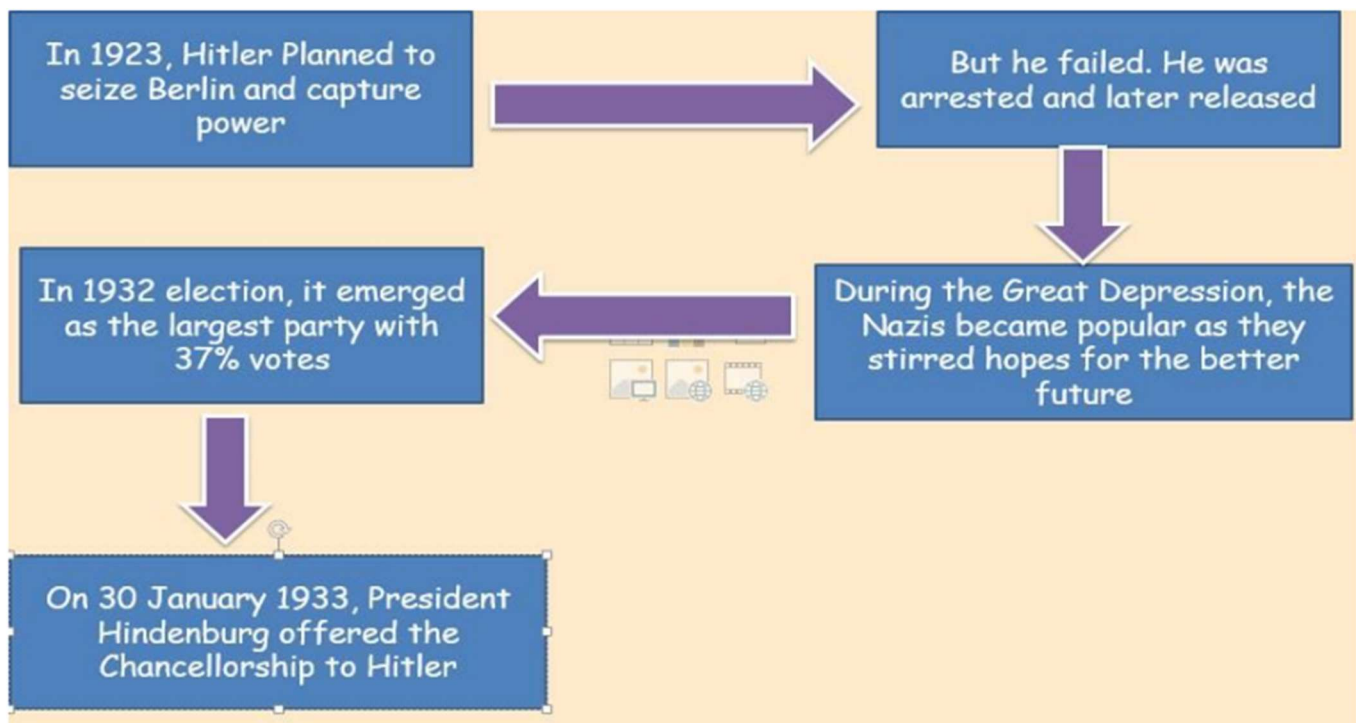 In 1923, Hitler Planned to
seize Berlin and capture
power
But he failed. He was
arrested and later released
During the Great Depression, the
Nazis became popular as they
stirred hopes for the better
future
In 1932 election, it emerged
as the largest party with
37% votes
On 30 January 1933, President
Hindenburg offered the
Chancellorship to Hitler